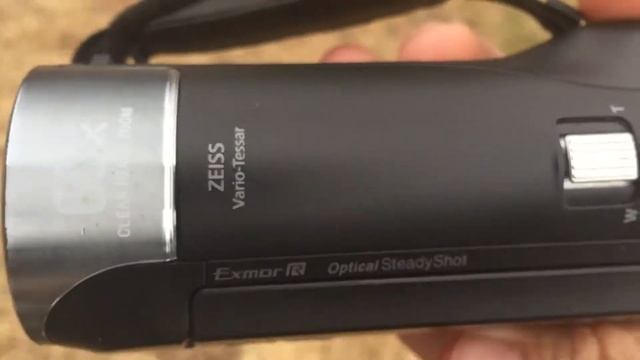 ZEISS
Vario-Tessar
Exmor R
Optical SteadyShot
T
W